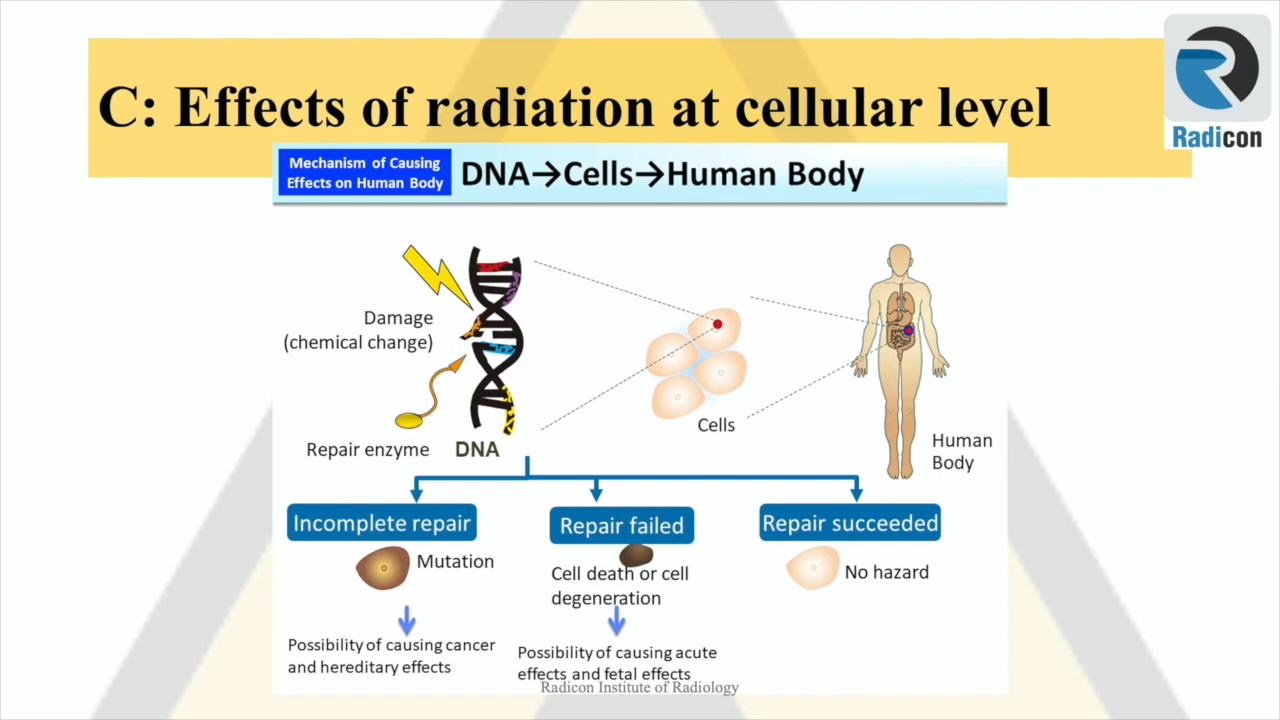 C: Effects of radiation at cellular level
Radicon
Mechanism of Causing
Effects on Human Body
DNA→Cells→Human Body
Damage
(chemical change)
Repair enzyme
DNA
Cells
Human
Body
Incomplete repair
Repair failed
Repair succeeded
Mutation
Cell death or cell
degeneration
No hazard
Possibility of causing cancer
and hereditary effects
Possibility of causing acute
effects and fetal effects
Radicon Institute of Radiology